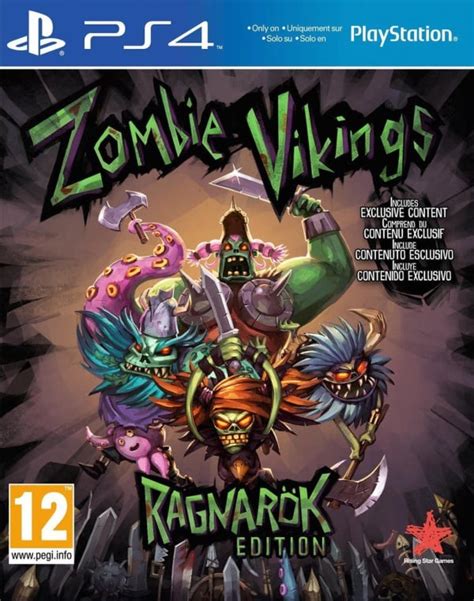 PS4™
•Only on •Uniquement sur
•Solo su •Solo en
PlayStation®
Zombie Vikings
INCLUDES
EXCLUSIVE CONTENT
COMPREND DU
CONTENU EXCLUSIF
INCLUDE
CONTENUTO ESCLUSIVO
INCLUYE
CONTENIDO EXCLUSIVO
RAGNARÖK
EDITION
12
www.pegi.info
Rising Star Games